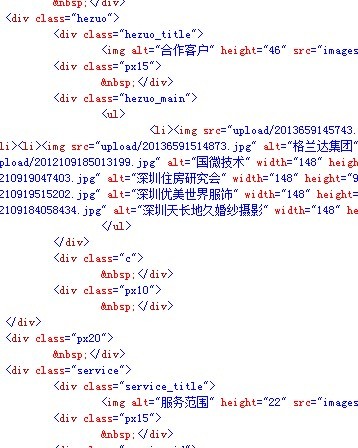 &nbsp;</div>
<div class="hezuo">
<div class="hezuo_title">
<img alt="合作客户" height="46" src="images
<div class="px15">
&nbsp;</div>
<div class="hezuo_main">
<ul>
<li><img src="upload/2013659145743.
li><li><img src="upload/20136591514873.jpg" alt="格兰达集团"
pload/2012109185013199.jpg" alt="国微技术" width="148" heigh
210919047403.jpg" alt="深圳住房研究会" width="148" height="9
210919515202.jpg" alt="深圳优美世界服饰" width="148" height=
2109184058434.jpg" alt="深圳天长地久婚纱摄影" width="148" he
</ul>
</div>
<div class="c">
&nbsp;</div>
<div class="px10">
&nbsp;</div>
</div>
<div class="px20">
&nbsp;</div>
<div class="service">
<div class="service_title">
<img alt="服务范围" height="22" src="images
<div class="px15">
&nbsp;</div>